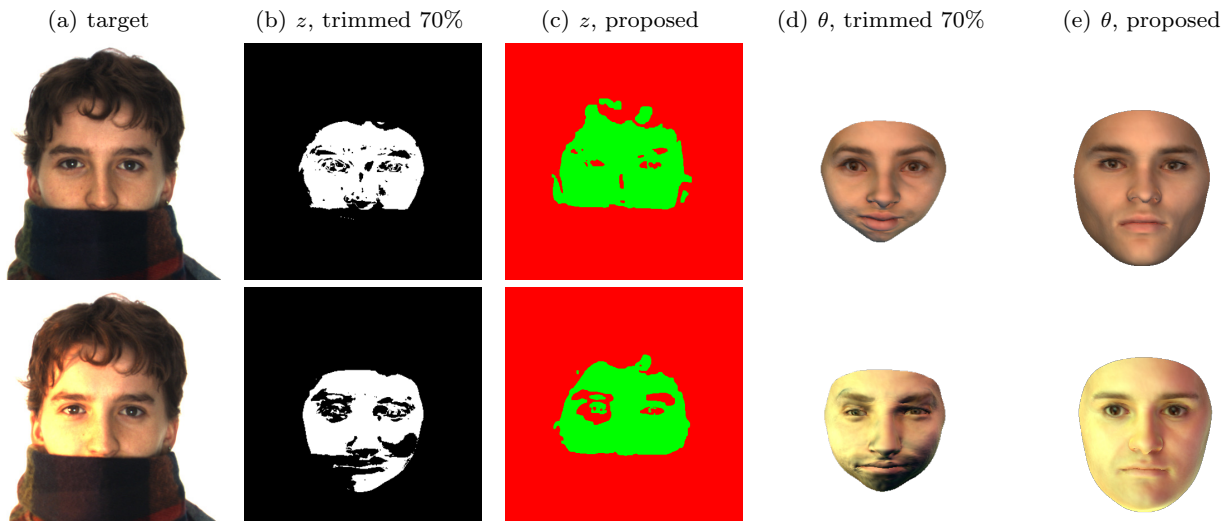 (a) target (b) z, trimmed 70% (c) z, proposed (d) θ, trimmed 70% (e) θ, proposed